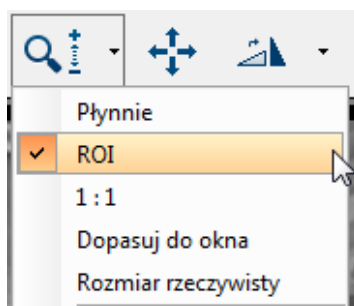 Płynnie
ROI
1 : 1
Dopasuj do okna
Rozmiar rzeczywisty